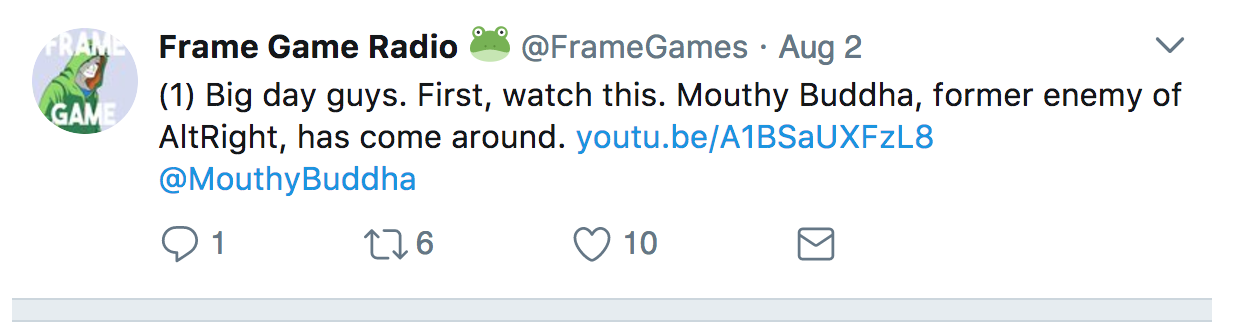 FRAME
GAME
Frame Game Radio 🐸 @FrameGames · Aug 2
(1) Big day guys. First, watch this. Mouthy Buddha, former enemy of
AltRight, has come around. youtu.be/A1BSaUXFzL8
@MouthyBuddha
1 6 10